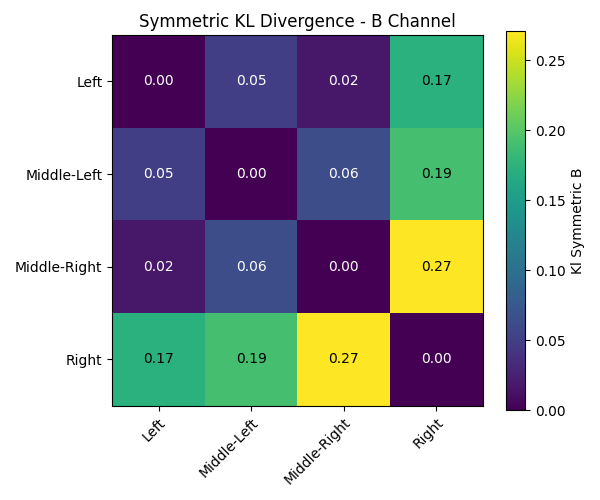 Symmetric KL Divergence - B Channel
Left 0.00 0.05 0.02 0.17
Middle-Left 0.05 0.00 0.06 0.19
Middle-Right 0.02 0.06 0.00 0.27
Right 0.17 0.19 0.27 0.00
Left Middle-Left Middle-Right Right
0.25
0.20
0.15
0.10
0.05
0.00
Kl Symmetric B